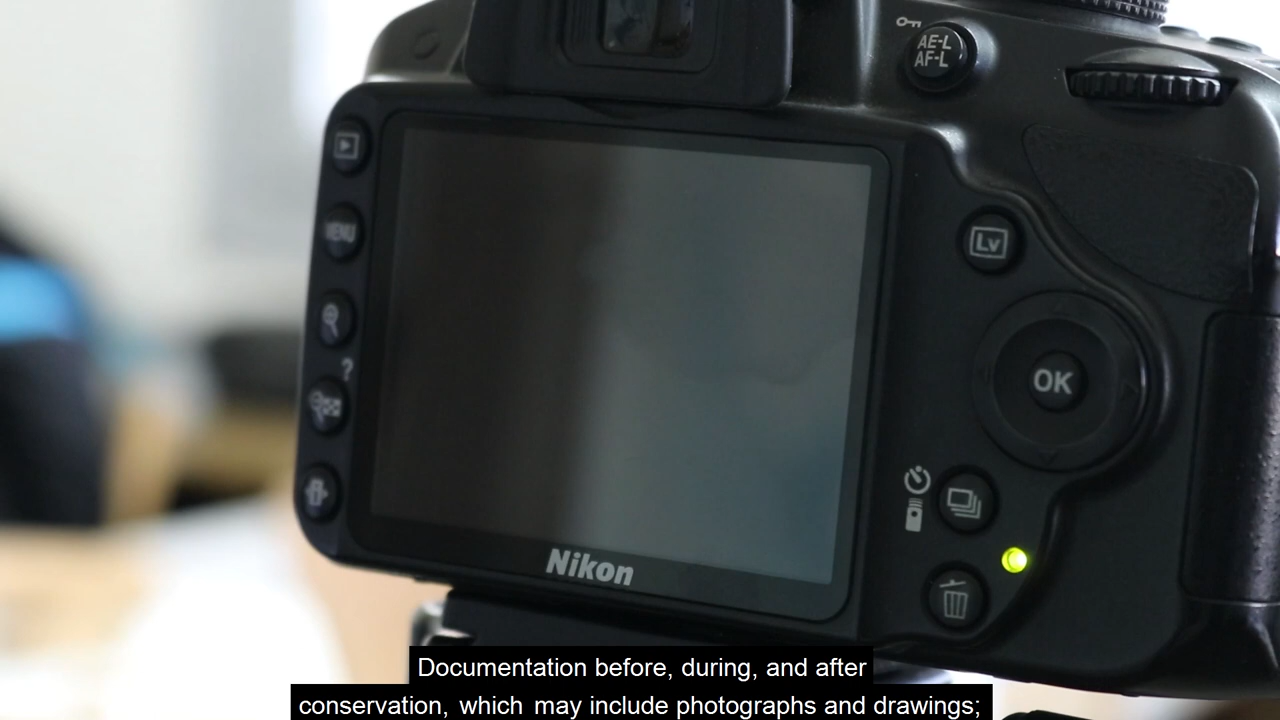 AE-L
AF-L
MENU
Lv
?
OK
Nikon
Documentation before, during, and after
conservation, which may include photographs and drawings;